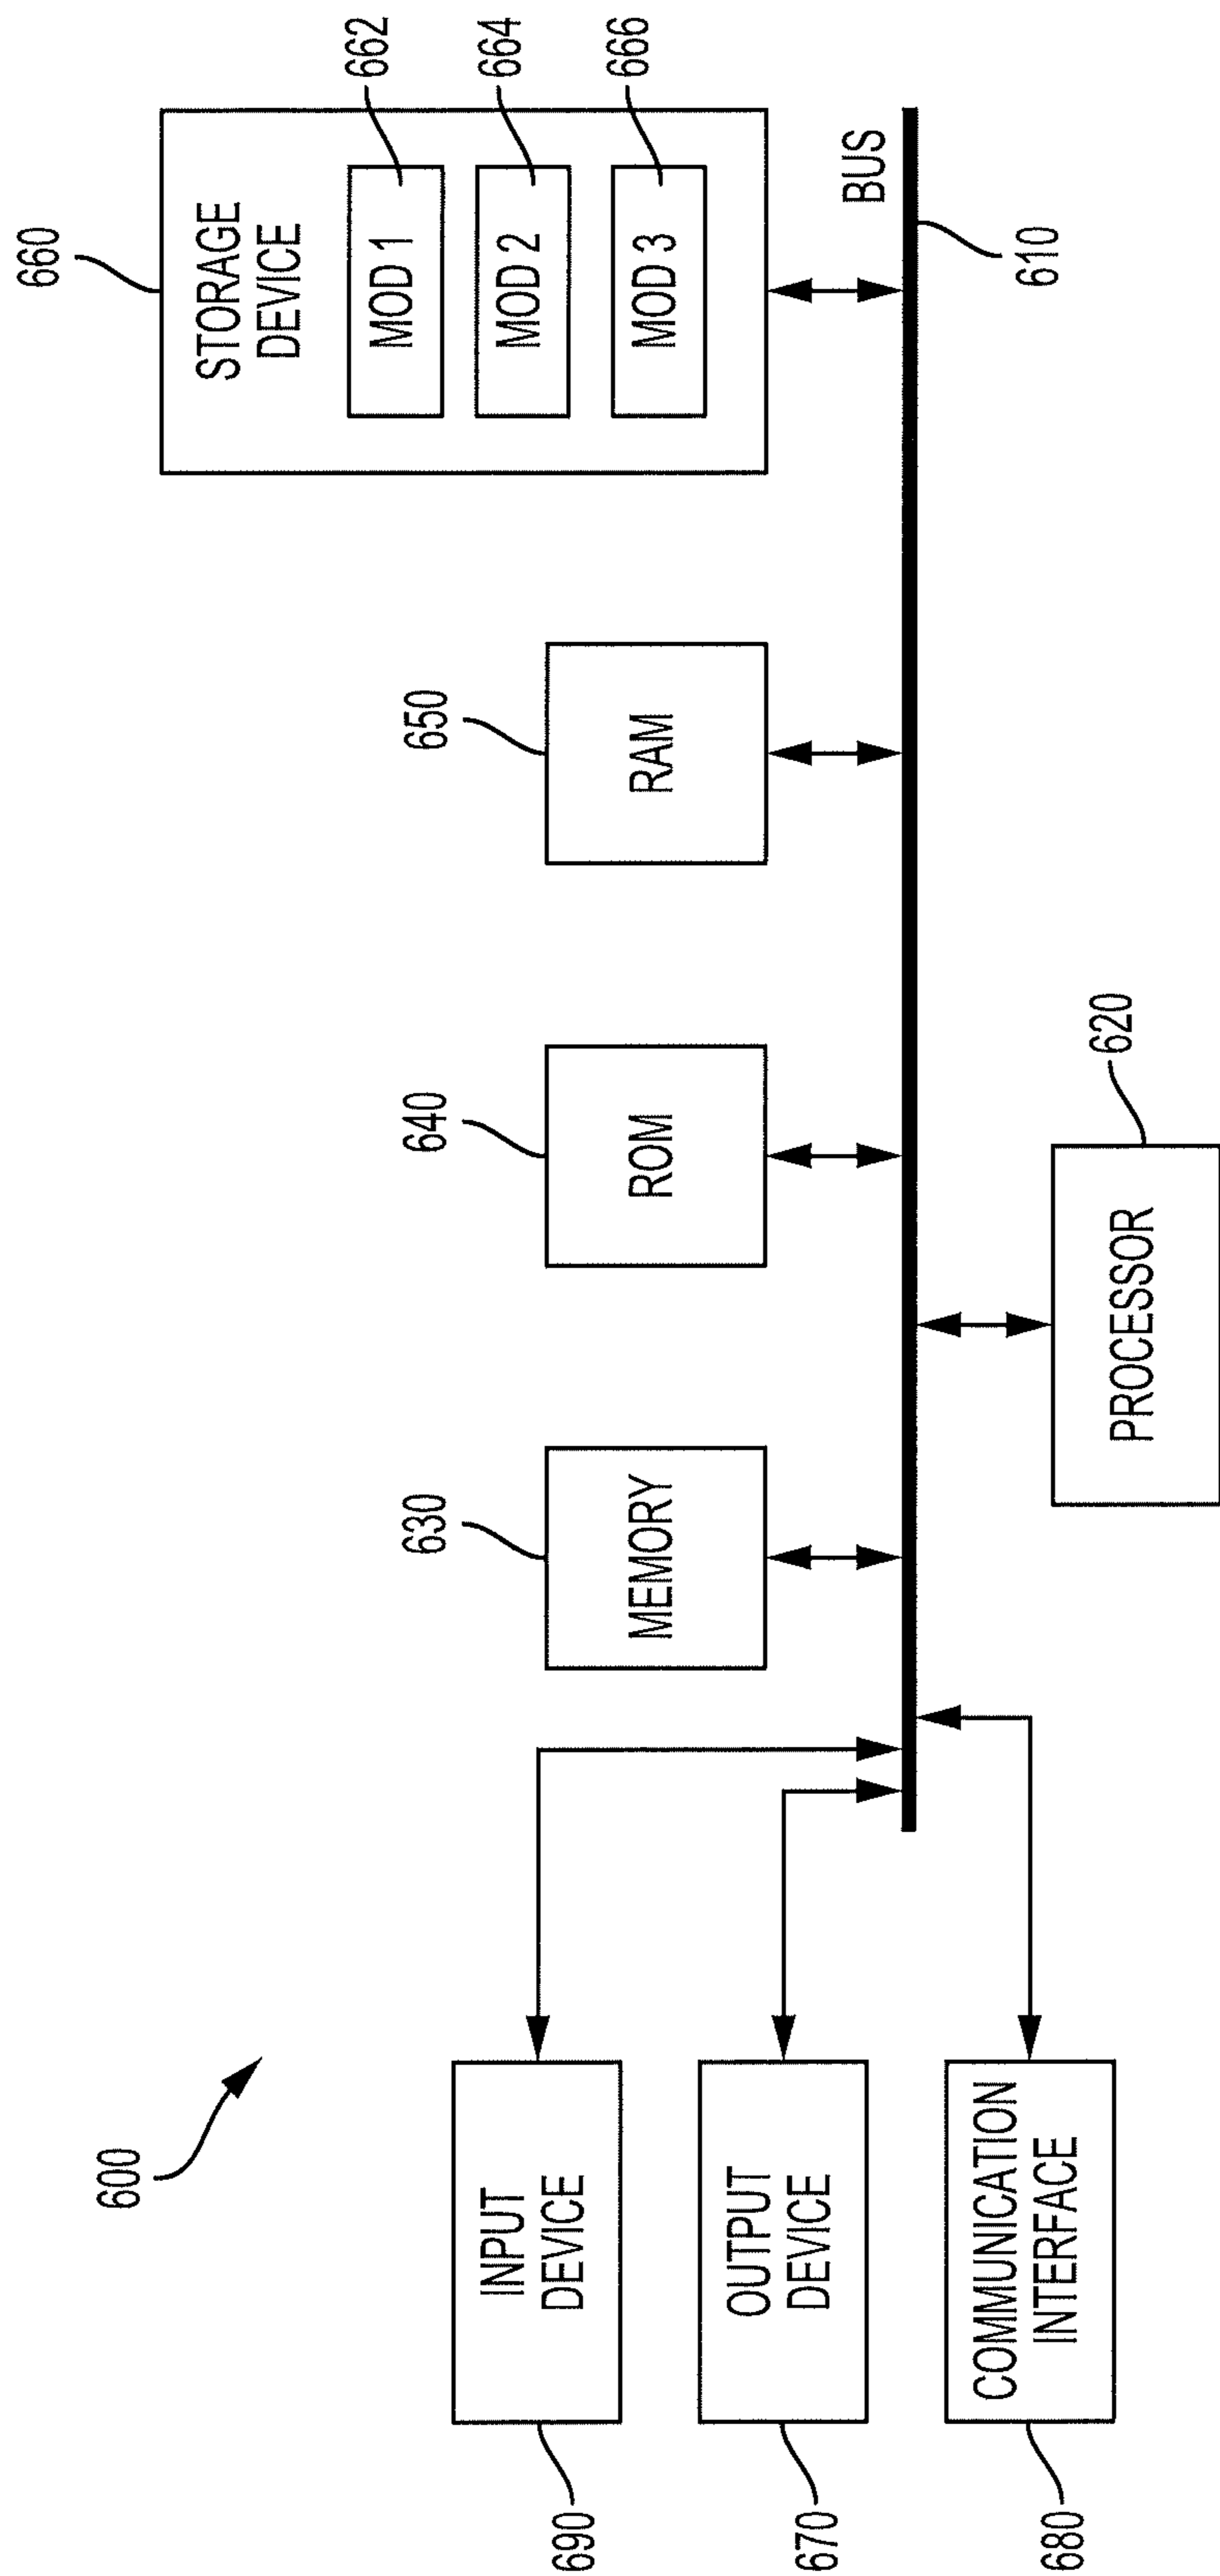 600
690
INPUT
DEVICE
670
OUTPUT
DEVICE
680
COMMUNICATION
INTERFACE
630
MEMORY
640
ROM
650
RAM
660
STORAGE
DEVICE
MOD 1
662
MOD 2
664
MOD 3
666
BUS
610
620
PROCESSOR